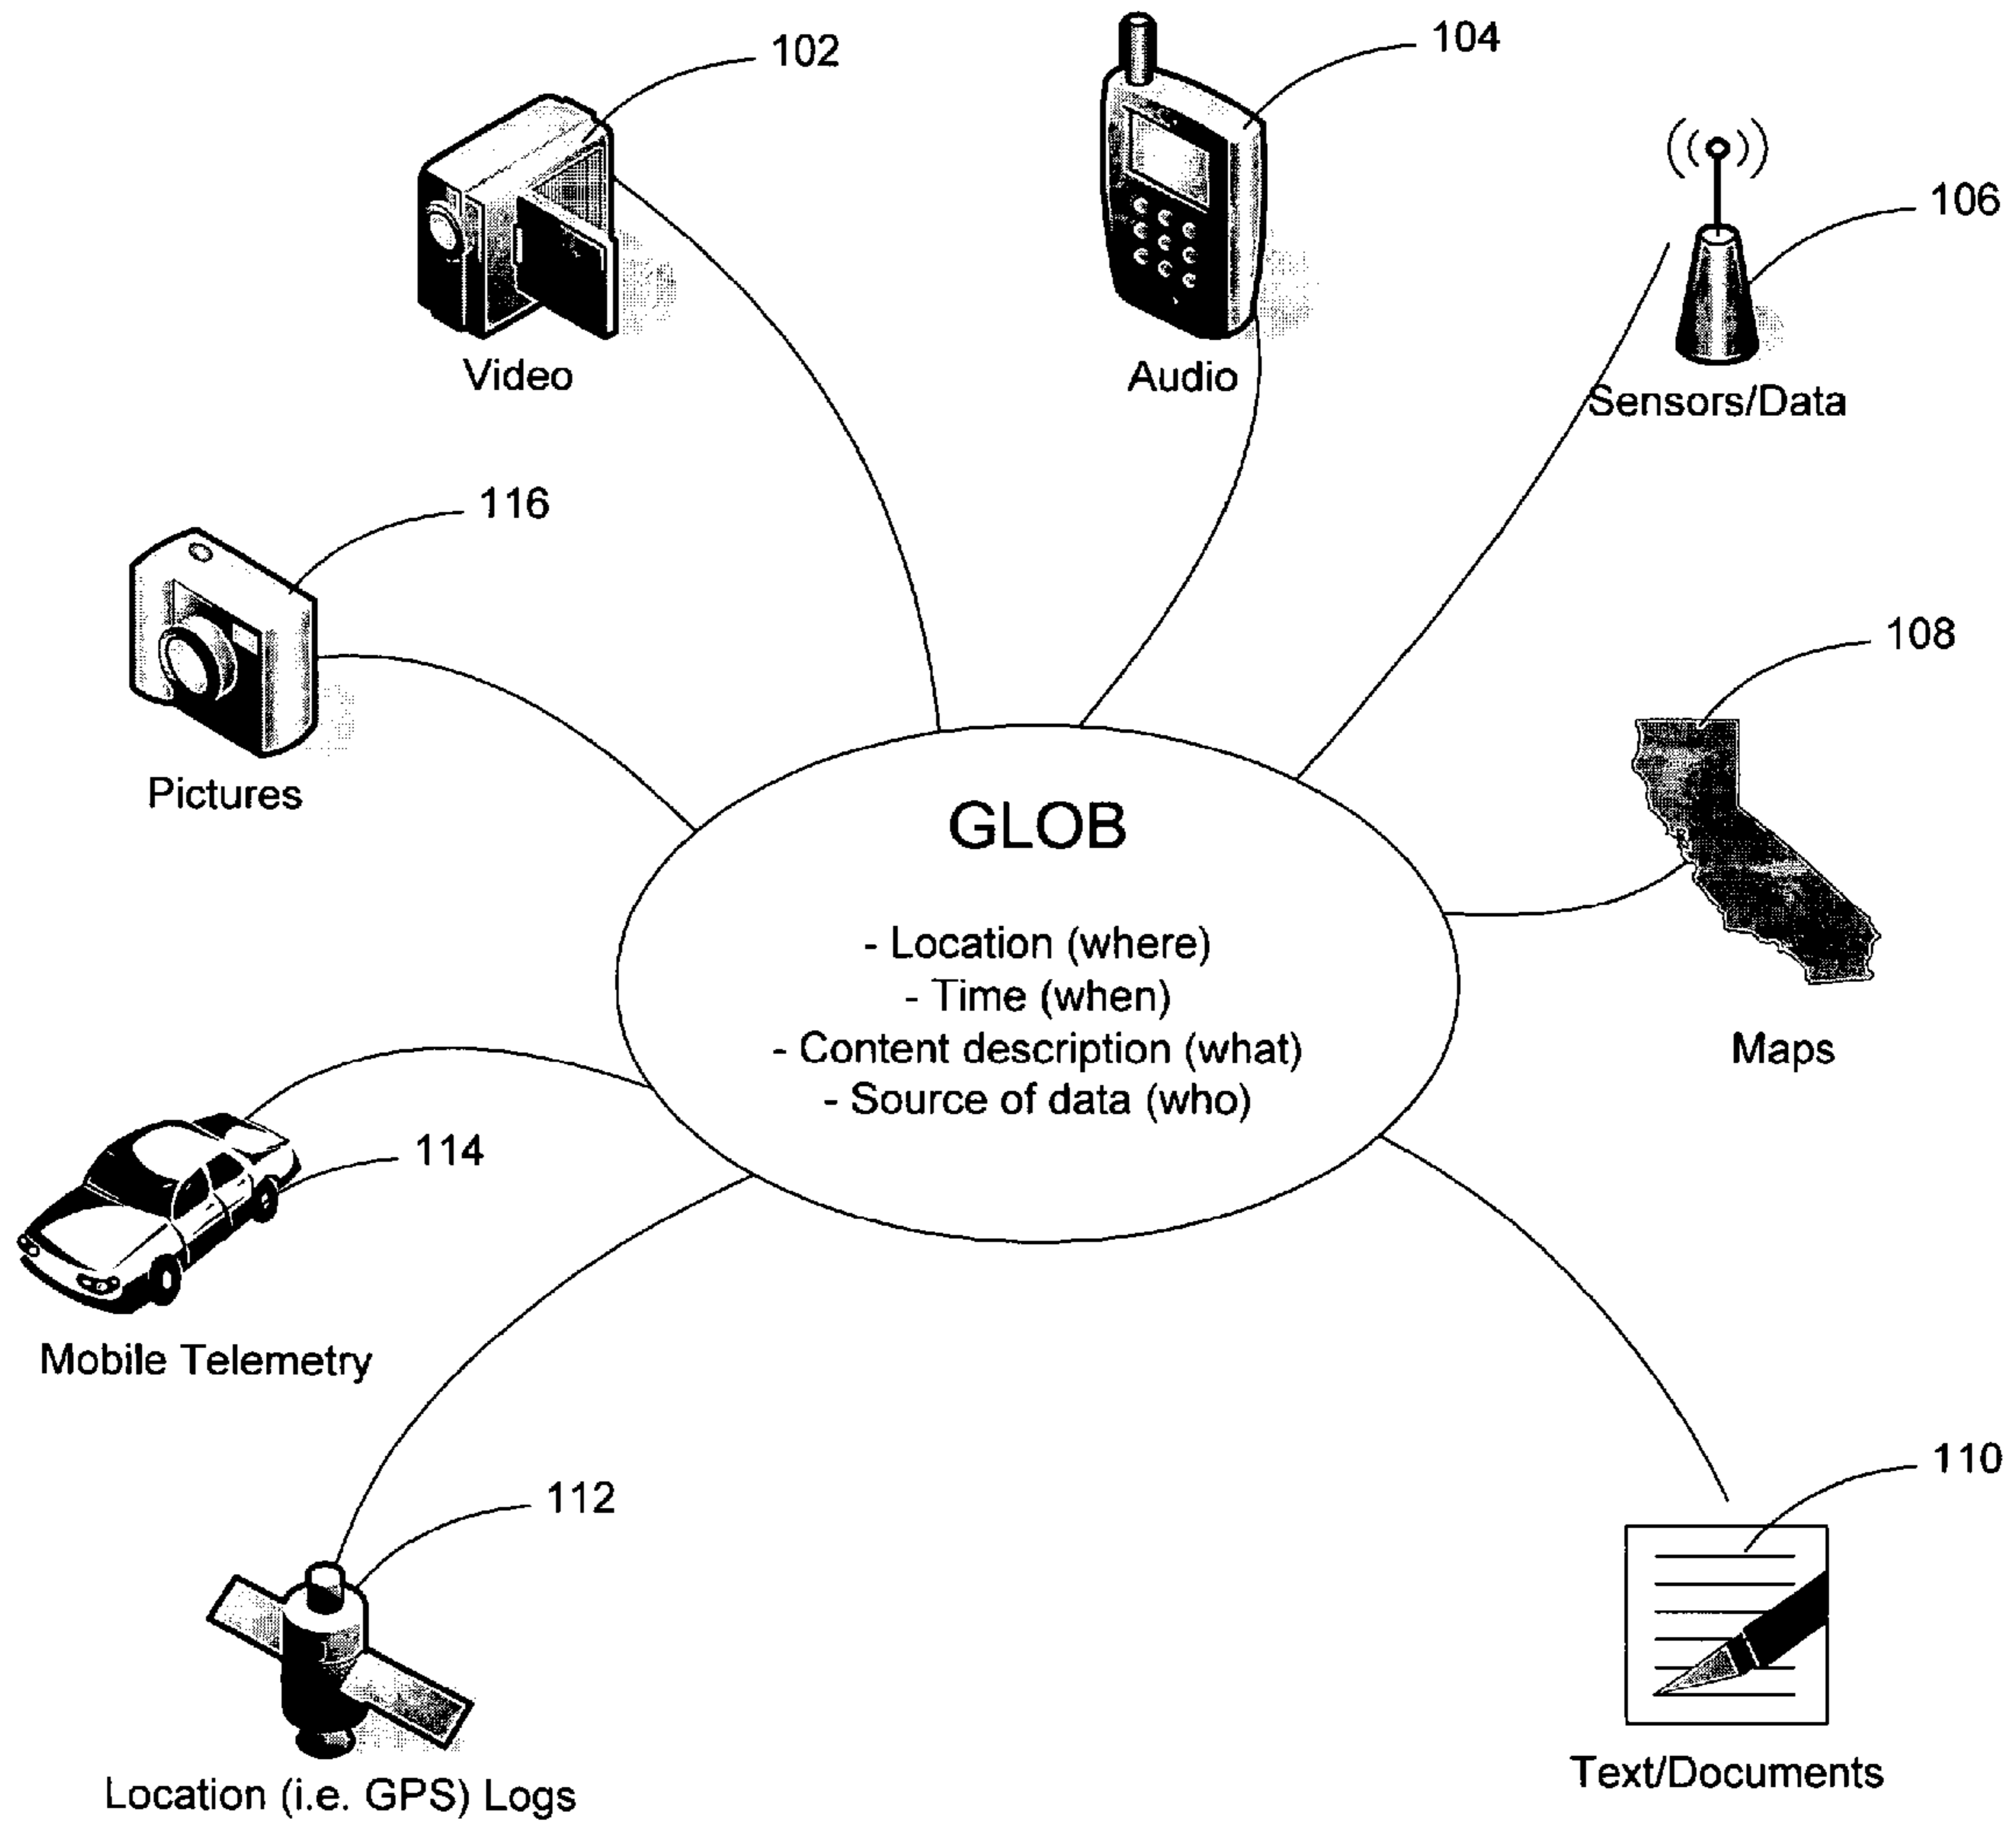 102
104
106
Video
Audio
Sensors/Data
116
108
Pictures
GLOB
- Location (where)
- Time (when)
- Content description (what)
- Source of data (who)
Maps
114
Mobile Telemetry
112
110
Location (i.e. GPS) Logs
Text/Documents